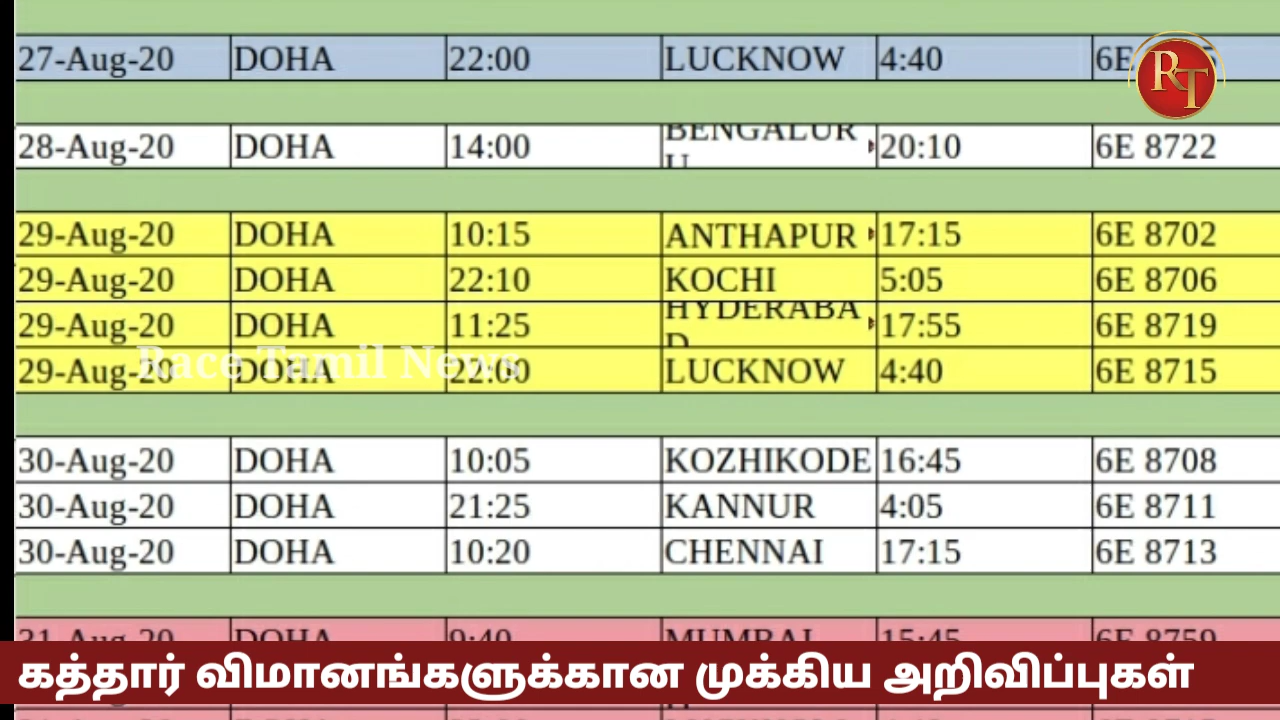 27-Aug-20 DOHA 22:00 LUCKNOW 4:40 6E
RT
28-Aug-20 DOHA 14:00 BENGALUR 20:10 6E 8722
U
29-Aug-20 DOHA 10:15 ANTHAPUR 17:15 6E 8702
29-Aug-20 DOHA 22:10 KOCHI 5:05 6E 8706
29-Aug-20 DOHA 11:25 HYDERABA 17:55 6E 8719
D
Race Tamil News
29-Aug-20 DOHA 22:00 LUCKNOW 4:40 6E 8715
30-Aug-20 DOHA 10:05 KOZHIKODE 16:45 6E 8708
30-Aug-20 DOHA 21:25 KANNUR 4:05 6E 8711
30-Aug-20 DOHA 10:20 CHENNAI 17:15 6E 8713
31-Aug-20 DOHA 9:40 MUMBAI 15:45 6E 8759
கத்தார் விமானங்களுக்கான முக்கிய அறிவிப்புகள்